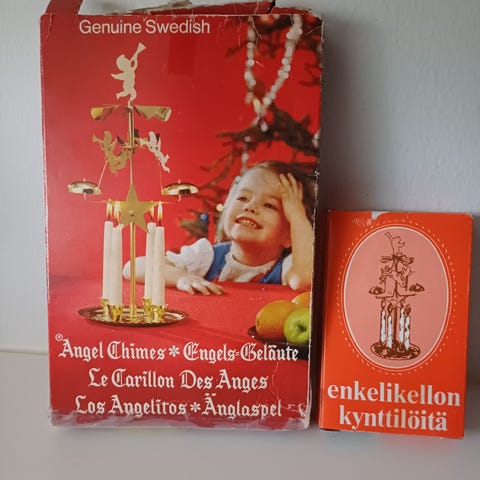 Genuine Swedish
® Angel Chimes * Engels-Geläute
Le Carillon Des Anges
Los Angelitos * Änglaspel
enkelikellon
kynttilöitä